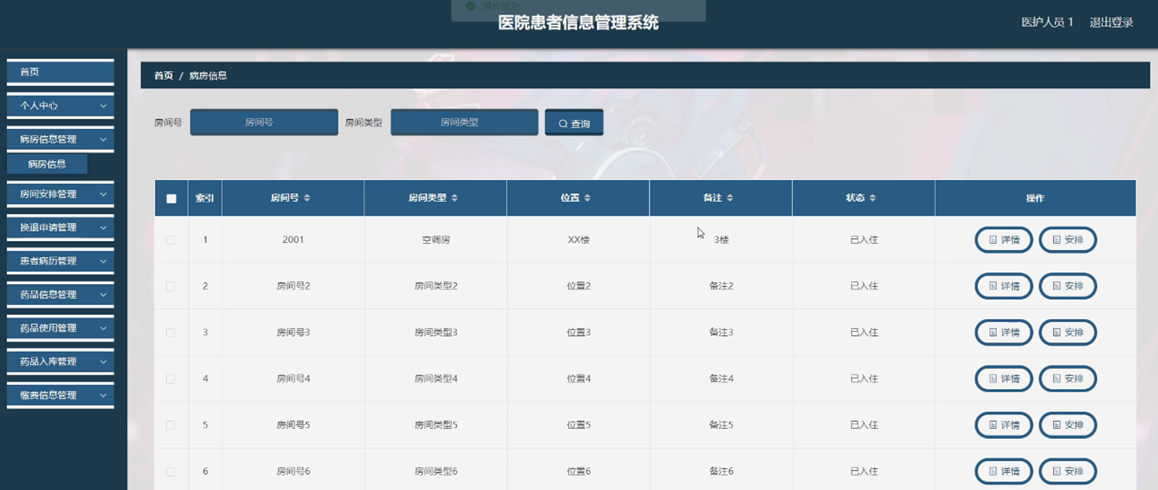 操作成功
医院患者信息管理系统
医护人员 1 退出登录
首页
个人中心
病房信息管理
病房信息
房间安排管理
换退申请管理
患者病历管理
药品信息管理
药品使用管理
药品入库管理
缴费信息管理
首页 / 病房信息
房间号 房间号 房间类型 房间类型 查询
索引 房间号 房间类型 位置 备注 状态 操作
1 2001 空调房 XX楼 3楼 已入住 详情 安排
2 房间号2 房间类型2 位置2 备注2 已入住 详情 安排
3 房间号3 房间类型3 位置3 备注3 已入住 详情 安排
4 房间号4 房间类型4 位置4 备注4 已入住 详情 安排
5 房间号5 房间类型5 位置5 备注5 已入住 详情 安排
6 房间号6 房间类型6 位置6 备注6 已入住 详情 安排